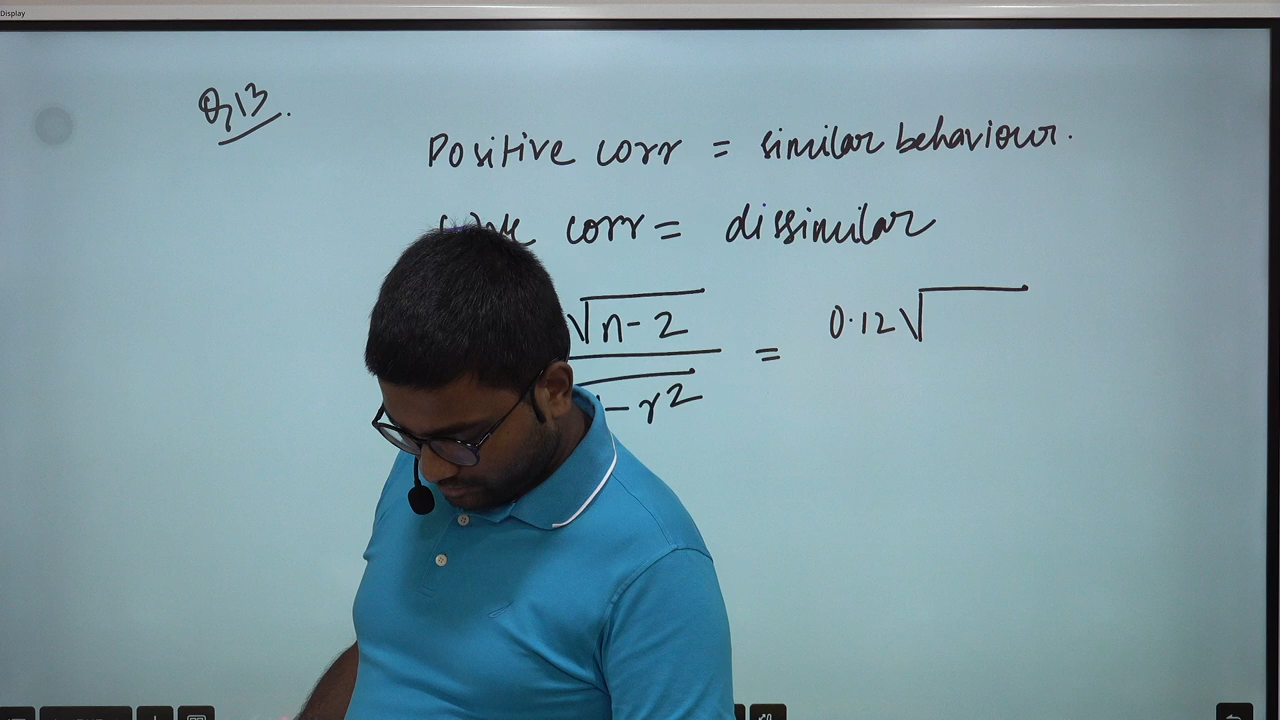 Display
Q13.
Positive corr = similar behaviour.
corr = dissimilar
√n-2 = 0.12√
-r2